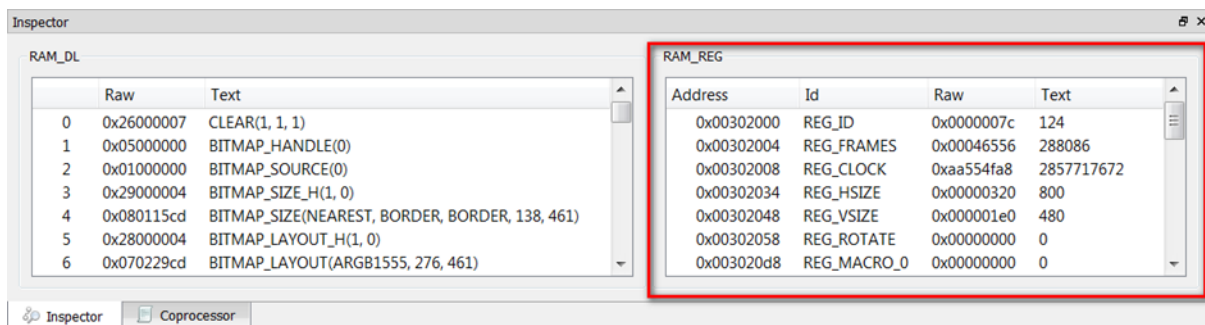 Inspector
RAM_DL
Raw Text
0 0x26000007 CLEAR(1, 1, 1)
1 0x05000000 BITMAP_HANDLE(0)
2 0x01000000 BITMAP_SOURCE(0)
3 0x29000004 BITMAP_SIZE_H(1, 0)
4 0x080115cd BITMAP_SIZE(NEAREST, BORDER, BORDER, 138, 461)
5 0x28000004 BITMAP_LAYOUT_H(1, 0)
6 0x070229cd BITMAP_LAYOUT(ARGB1555, 276, 461)
RAM_REG
Address Id Raw Text
0x00302000 REG_ID 0x0000007c 124
0x00302004 REG_FRAMES 0x00046556 288086
0x00302008 REG_CLOCK 0xaa554fa8 2857717672
0x00302034 REG_HSIZE 0x00000320 800
0x00302048 REG_VSIZE 0x000001e0 480
0x00302058 REG_ROTATE 0x00000000 0
0x003020d8 REG_MACRO_0 0x00000000 0
Inspector Coprocessor